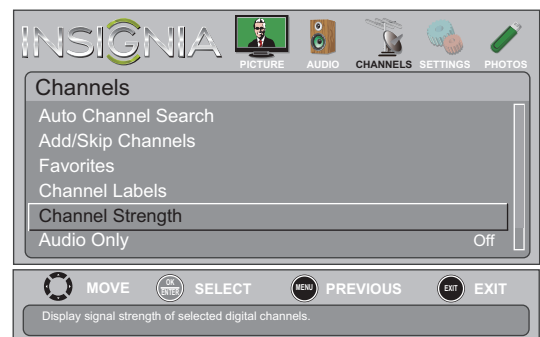 INSIGNIA
PICTURE AUDIO CHANNELS SETTINGS PHOTOS
Channels
Auto Channel Search
Add/Skip Channels
Favorites
Channel Labels
Channel Strength
Audio Only Off
MOVE OK ENTER SELECT MENU PREVIOUS EXIT EXIT
Display signal strength of selected digital channels.